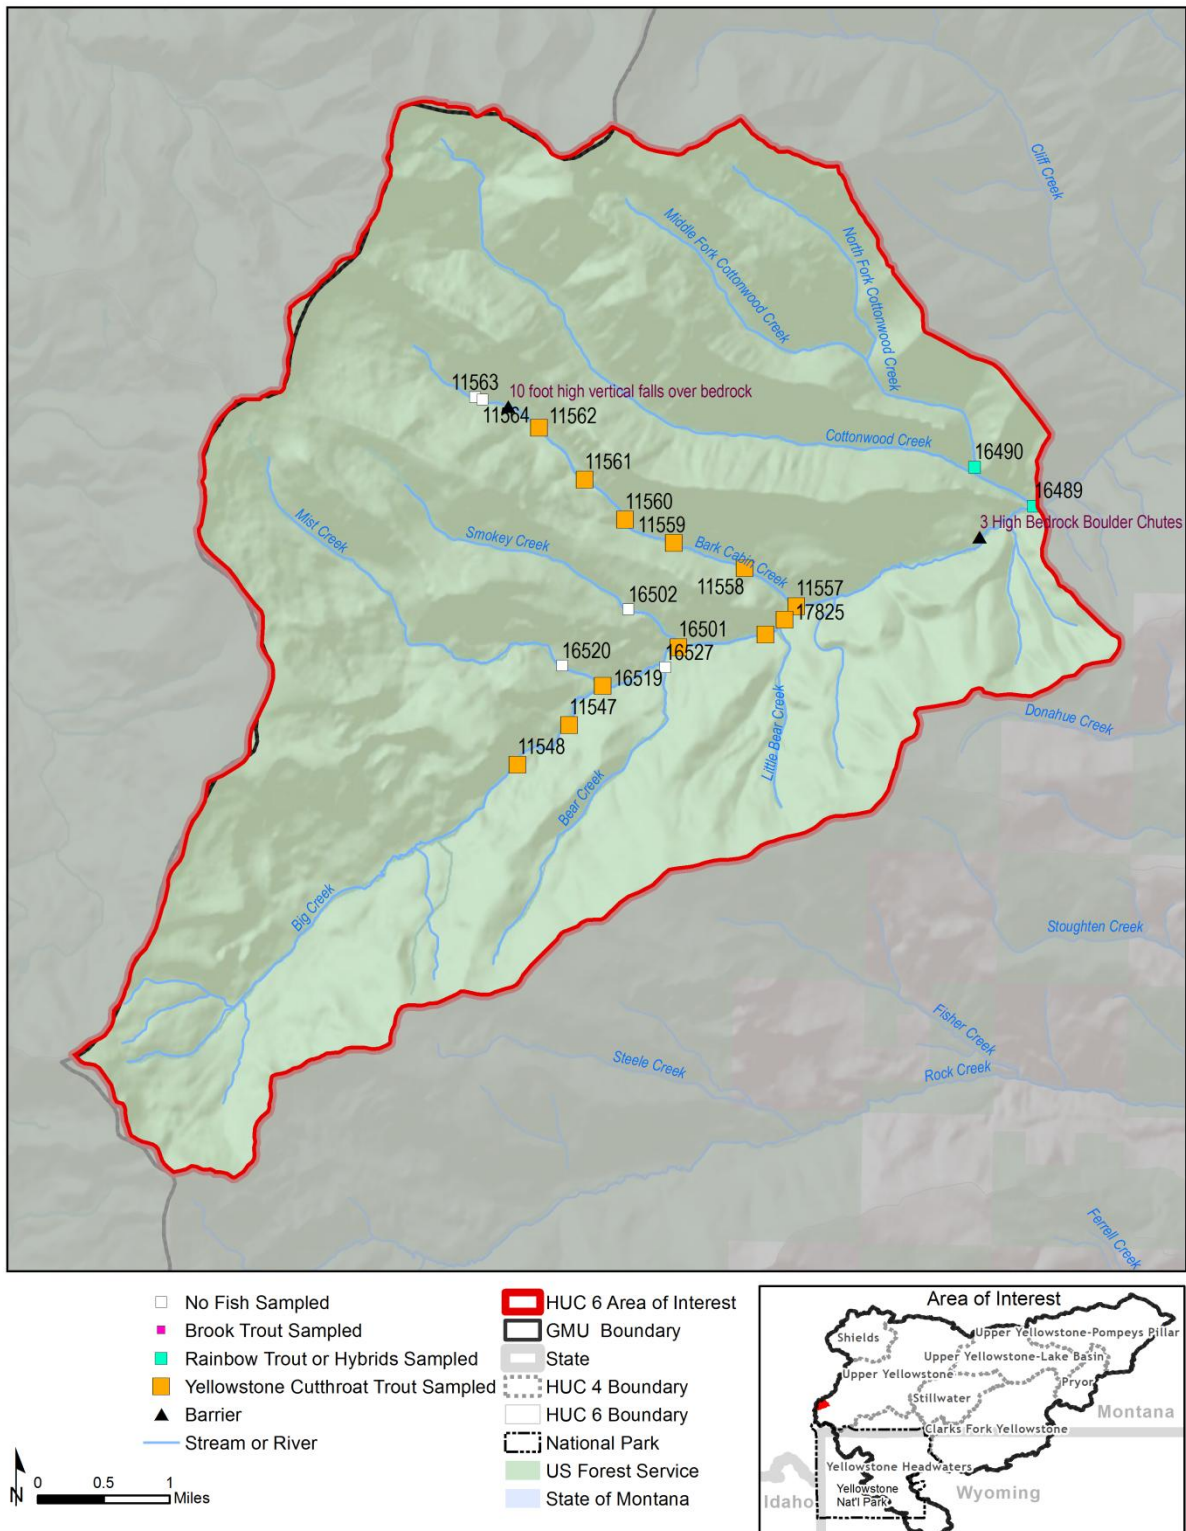 Cliff Creek
Middle Fork Cottonwood Creek
North Fork Cottonwood Creek
11563
10 foot high vertical falls over bedrock
11564
11562
Cottonwood Creek
16490
11561
16489
Mist Creek
Smokey Creek
11560
3 High Bedrock Boulder Chutes
11559
Bark Cabin Creek
11558
16502
11557
17825
16501
16520
16527
16519
Little Bear Creek
Donahue Creek
11547
11548
Bear Creek
Big Creek
Stoughten Creek
Fisher Creek
Steele Creek
Rock Creek
Ferrell Creek
No Fish Sampled
Brook Trout Sampled
Rainbow Trout or Hybrids Sampled
Yellowstone Cutthroat Trout Sampled
Barrier
Stream or River
N
0 0.5 1
Miles
HUC 6 Area of Interest
GMU Boundary
State
HUC 4 Boundary
HUC 6 Boundary
National Park
US Forest Service
State of Montana
Area of Interest
Shields
Upper Yellowstone-Pompeys Pillar
Upper Yellowstone-Lake Basin
Upper Yellowstone
Pryor
Stillwater
Montana
Clarks Fork Yellowstone
Yellowstone Headwaters
Yellowstone
Nat'l Park
Idaho
Wyoming